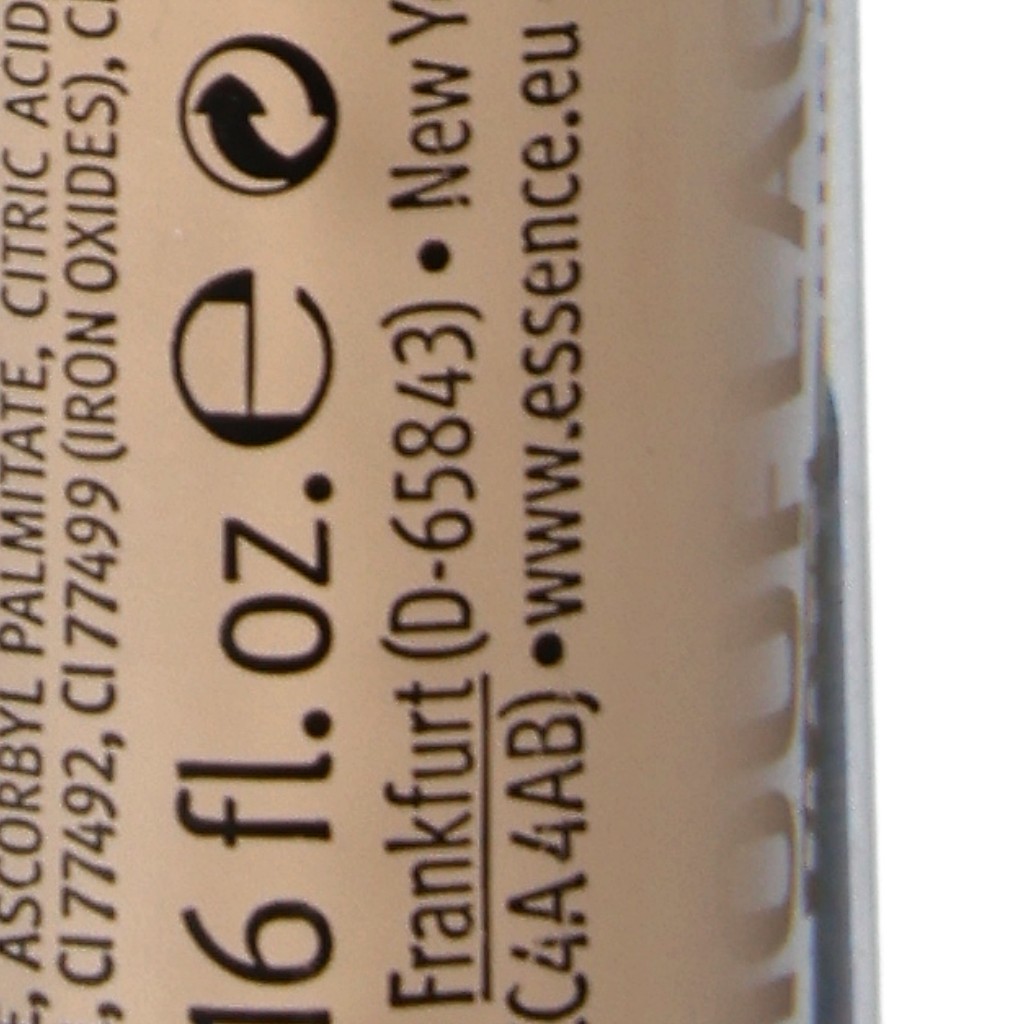 , ASCORBYL PALMITATE, CITRIC ACID
, CI 77492, CI 77499 (IRON OXIDES),
16 fl. oz. e
Frankfurt (D-65843) • New
C4A 4AB) • www.essence.eu